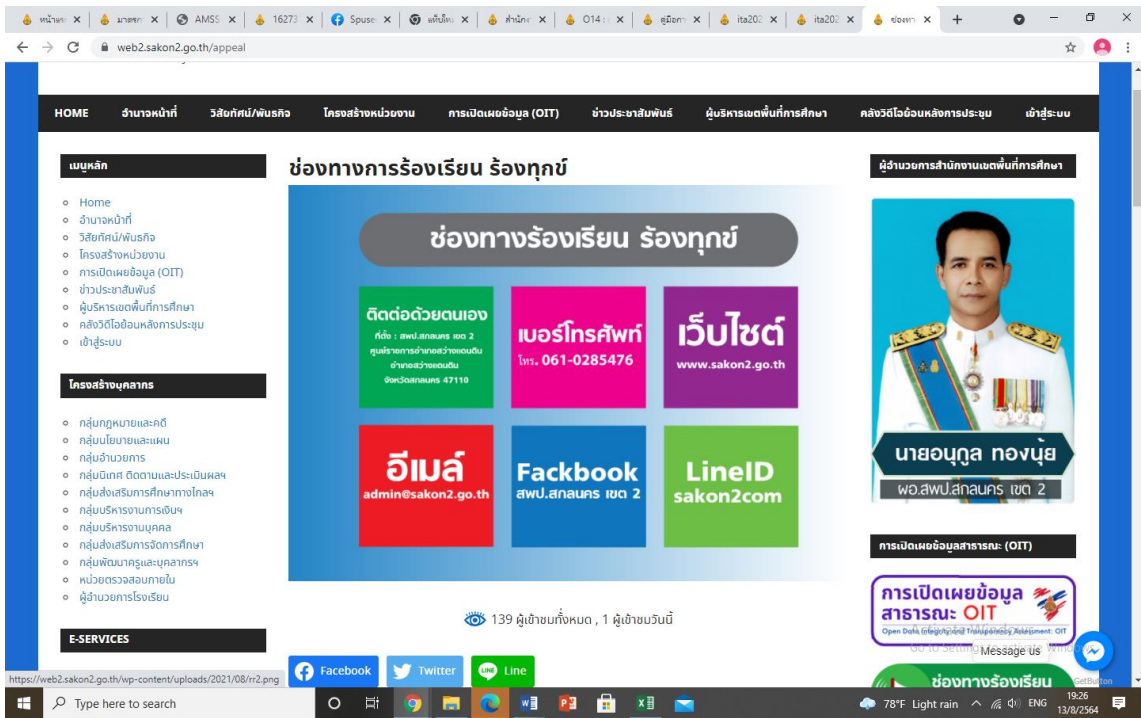 AMSS
16273
Spuse
O14 :
ita202
ita202
web2.sakon2.go.th/appeal
HOME
อำนาจหน้าที่
วิสัยทัศน์/พันธกิจ
โครงสร้างหน่วยงาน
การเปิดเผยข้อมูล (OIT)
ข่าวประชาสัมพันธ์
ผู้บริหารเขตพื้นที่การศึกษา
คลังวิดีโอย้อนหลังการประชุม
เข้าสู่ระบบ
เมนูหลัก
Home
อำนาจหน้าที่
วิสัยทัศน์/พันธกิจ
โครงสร้างหน่วยงาน
การเปิดเผยข้อมูล (OIT)
ข่าวประชาสัมพันธ์
ผู้บริหารเขตพื้นที่การศึกษา
คลังวิดีโอย้อนหลังการประชุม
เข้าสู่ระบบ
โครงสร้างบุคลากร
กลุ่มกฎหมายและคดี
กลุ่มนโยบายและแผน
กลุ่มอำนวยการ
กลุ่มนิเทศ ติดตามและประเมินผลฯ
กลุ่มส่งเสริมการศึกษาทางไกลฯ
กลุ่มบริหารงานการเงินฯ
กลุ่มบริหารงานบุคคล
กลุ่มส่งเสริมการจัดการศึกษา
กลุ่มพัฒนาครูและบุคลากรฯ
หน่วยตรวจสอบภายใน
ผู้อำนวยการโรงเรียน
E-SERVICES
ช่องทางการร้องเรียน ร้องทุกข์
ช่องทางร้องเรียน ร้องทุกข์
ติดต่อด้วยตนเอง
ที่ตั้ง : สพป.สกลนคร เขต 2
ศูนย์ราชการอำเภอสว่างแดนดิน
อำเภอสว่างแดนดิน
จังหวัดสกลนคร 47110
เบอร์โทรศัพท์
โทร. 061-0285476
เว็บไซต์
www.sakon2.go.th
อีเมล์
admin@sakon2.go.th
Fackbook
สพป.สกลนคร เขต 2
LineID
sakon2com
139 ผู้เข้าชมทั้งหมด , 1 ผู้เข้าชมวันนี้
Facebook
Twitter
Line
ผู้อำนวยการสำนักงานเขตพื้นที่การศึกษา
นายอนุกูล ทองนุ้ย
ผอ.สพป.สกลนคร เขต 2
การเปิดเผยข้อมูลสาธารณะ (OIT)
การเปิดเผยข้อมูล
สาธารณะ OIT
Open Data Integrity and Transparency Assessment: OIT
Activate Windows
Go to Settings to activate Windows.
Message us
ช่องทางร้องเรียน
GetButton
https://web2.sakon2.go.th/wp-content/uploads/2021/08/rr2.png
Type here to search
78°F Light rain
ENG
19:26
13/8/2564